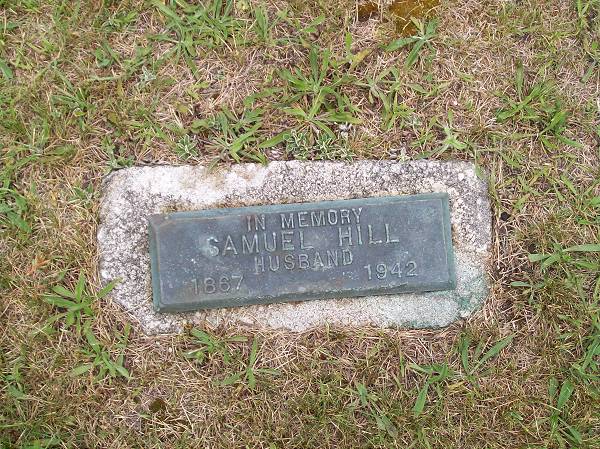 IN MEMORY
SAMUEL HILL
HUSBAND
1867 1942